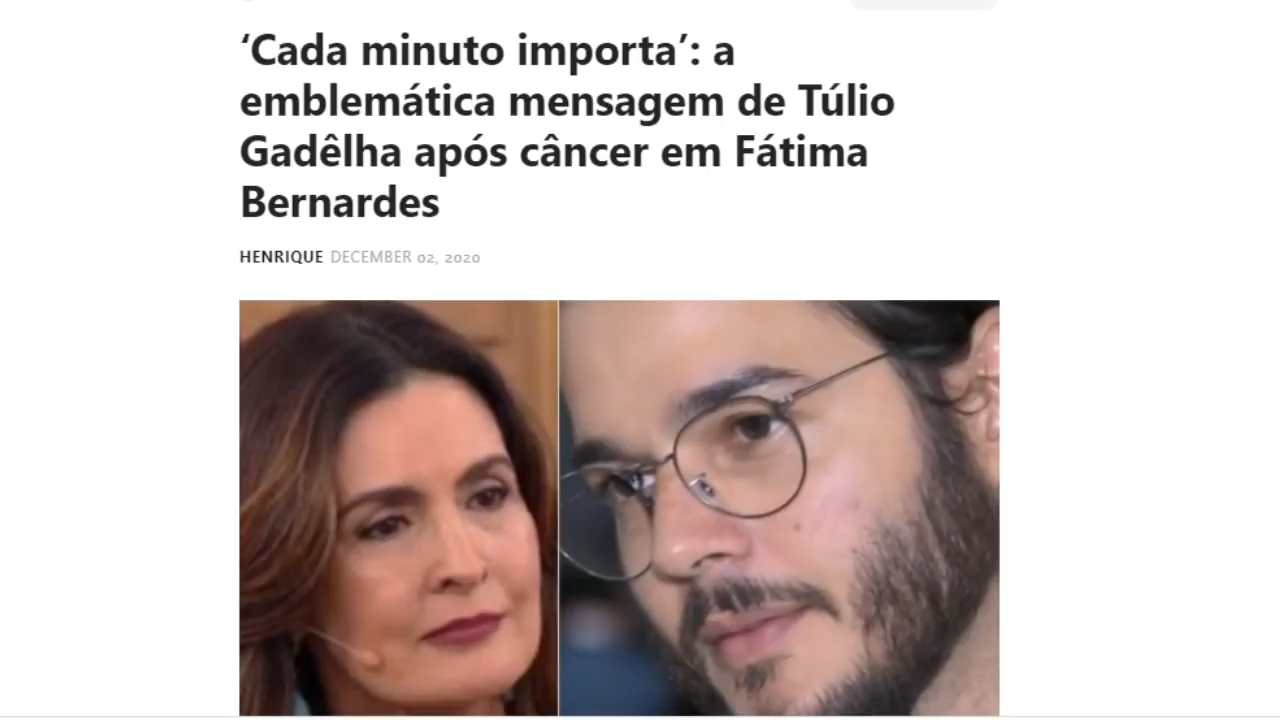 ‘Cada minuto importa’: a
emblemática mensagem de Túlio
Gadêlha após câncer em Fátima
Bernardes
HENRIQUE DECEMBER 02, 2020